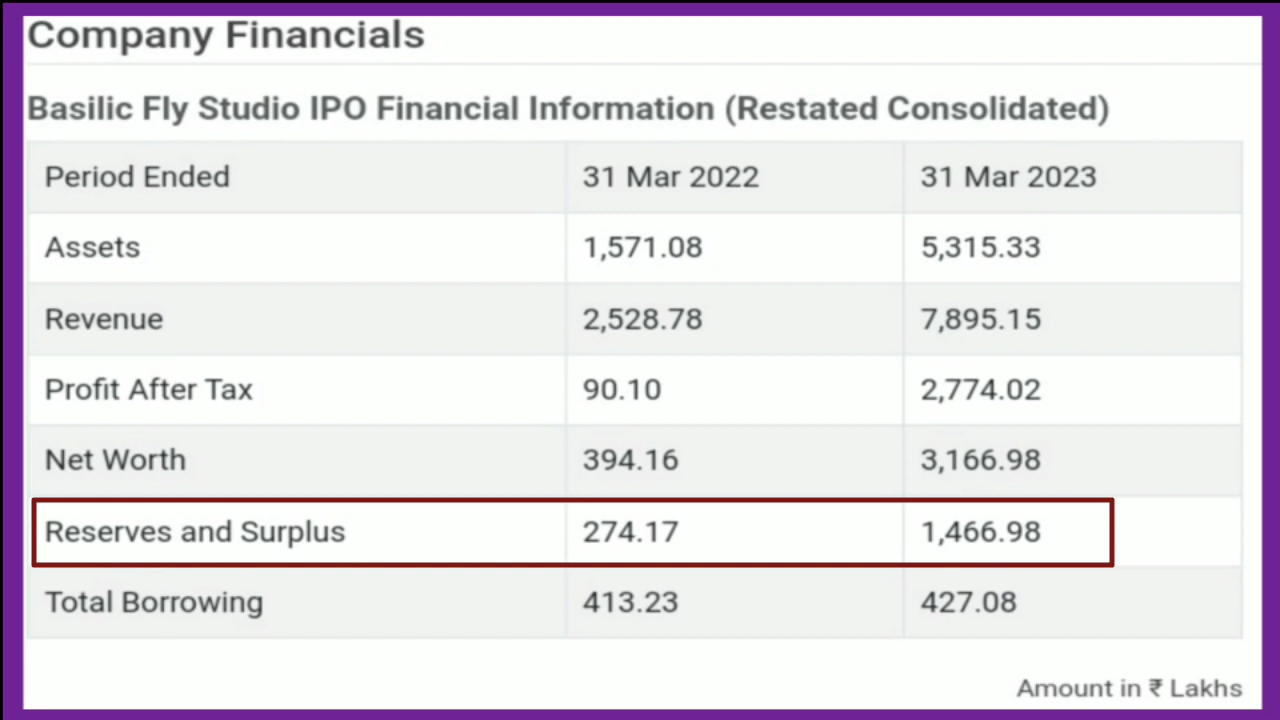 Company Financials
Basilic Fly Studio IPO Financial Information (Restated Consolidated)
Period Ended 31 Mar 2022 31 Mar 2023
Assets 1,571.08 5,315.33
Revenue 2,528.78 7,895.15
Profit After Tax 90.10 2,774.02
Net Worth 394.16 3,166.98
Reserves and Surplus 274.17 1,466.98
Total Borrowing 413.23 427.08
Amount in ₹ Lakhs